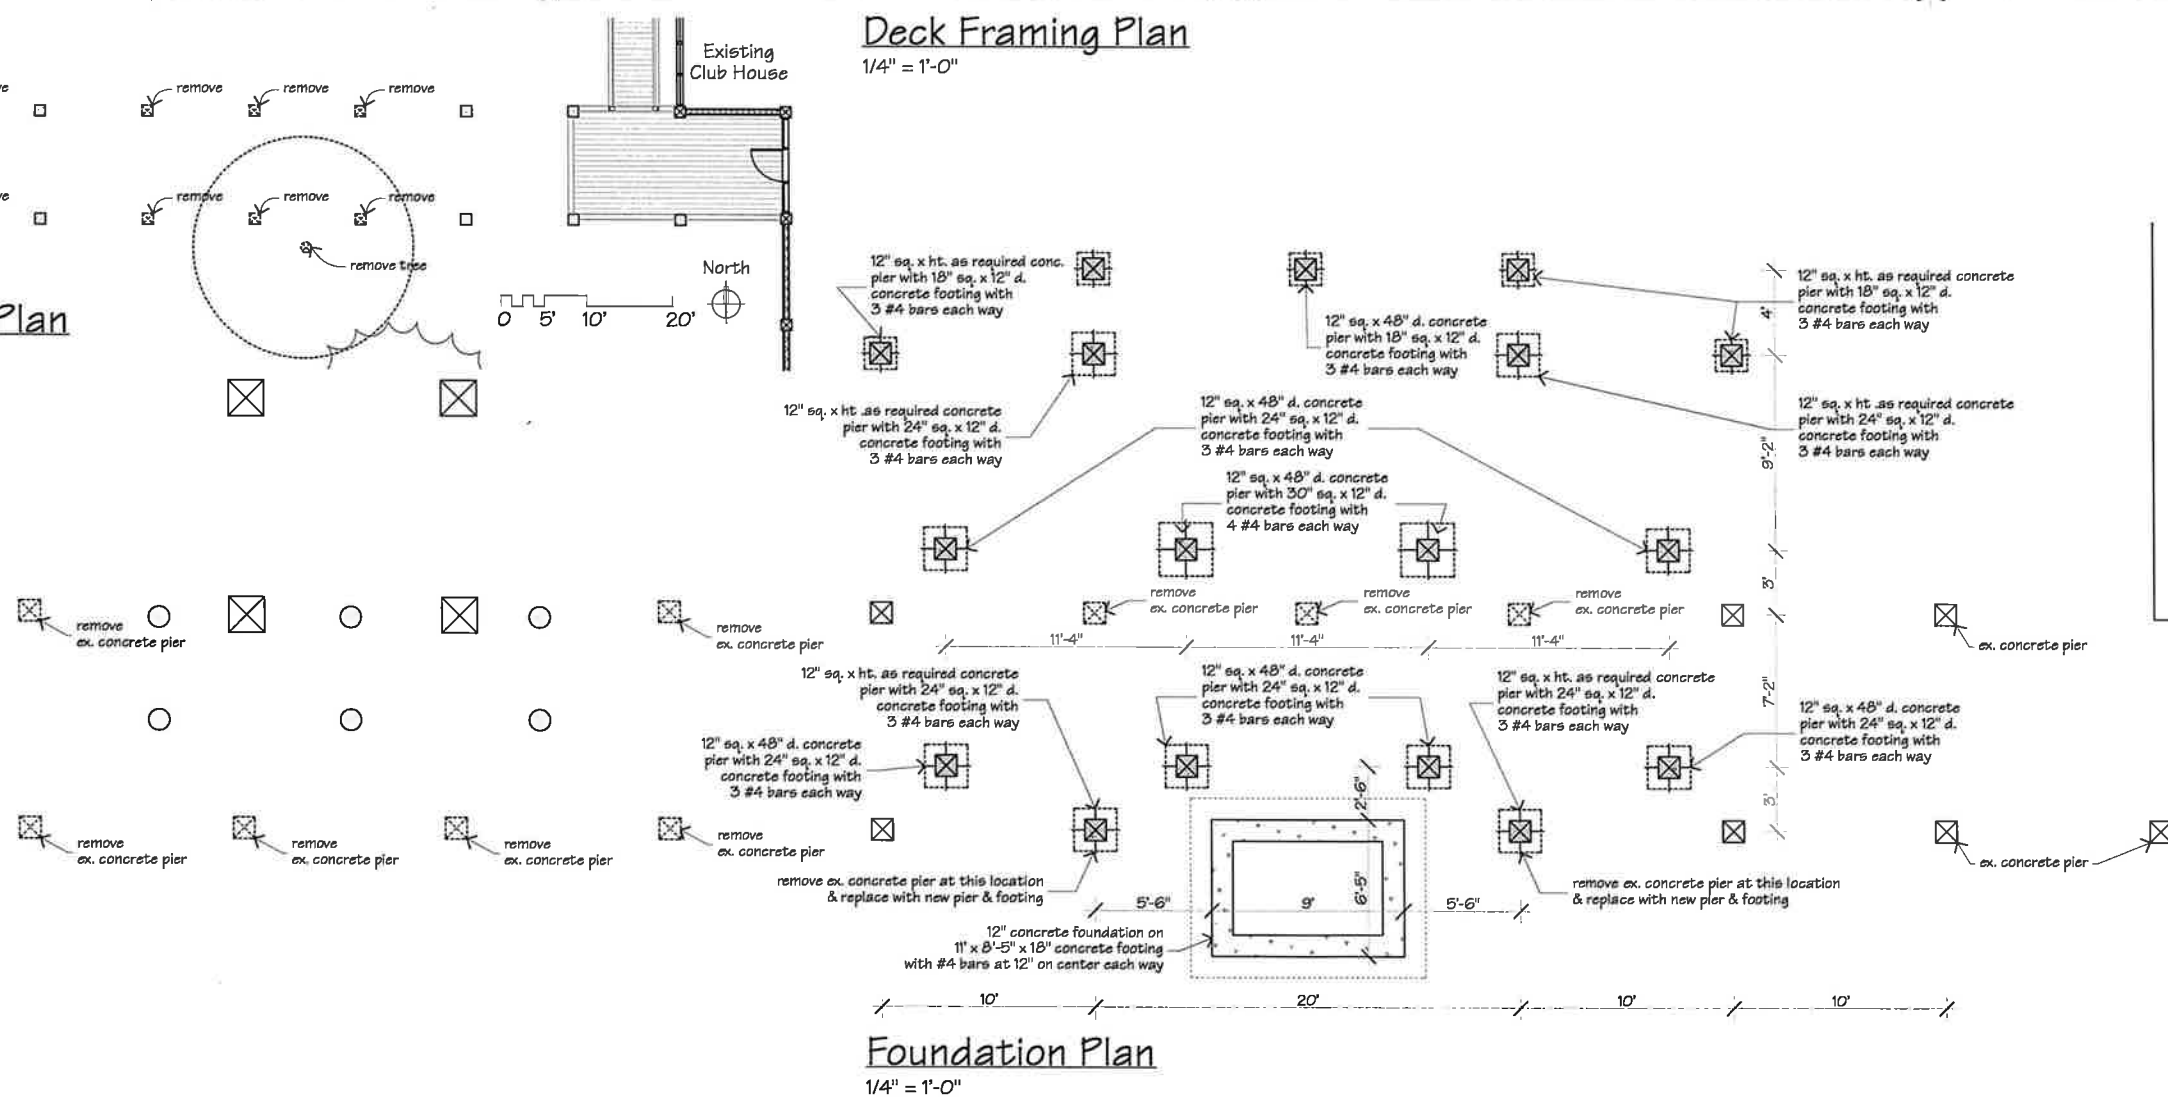 Deck Framing Plan
1/4" = 1'-0"
Existing
Club House
remove
remove
remove
remove
remove
remove
remove tree
Plan
North
0 5' 10' 20'
12" sq. x ht. as required conc.
pier with 18" sq. x 12" d.
concrete footing with
3 #4 bars each way
12" sq. x 48" d. concrete
pier with 18" sq. x 12" d.
concrete footing with
3 #4 bars each way
12" sq. x ht. as required concrete
pier with 18" sq. x 12" d.
concrete footing with
3 #4 bars each way
4'
12" sq. x ht .as required concrete
pier with 24" sq. x 12" d.
concrete footing with
3 #4 bars each way
12" sq. x 48" d. concrete
pier with 24" sq. x 12" d.
concrete footing with
3 #4 bars each way
12" sq. x ht .as required concrete
pier with 24" sq. x 12" d.
concrete footing with
3 #4 bars each way
9'-2"
12" sq. x 48" d. concrete
pier with 30" sq. x 12" d.
concrete footing with
4 #4 bars each way
3'
remove
ex. concrete pier
remove
ex. concrete pier
remove
ex. concrete pier
remove
ex. concrete pier
remove
ex. concrete pier
ex. concrete pier
11'-4"
11'-4"
11'-4"
12" sq. x ht. as required concrete
pier with 24" sq. x 12" d.
concrete footing with
3 #4 bars each way
12" sq. x 48" d. concrete
pier with 24" sq. x 12" d.
concrete footing with
3 #4 bars each way
12" sq. x ht. as required concrete
pier with 24" sq. x 12" d.
concrete footing with
3 #4 bars each way
7'-2"
12" sq. x 48" d. concrete
pier with 24" sq. x 12" d.
concrete footing with
3 #4 bars each way
12" sq. x 48" d. concrete
pier with 24" sq. x 12" d.
concrete footing with
3 #4 bars each way
2'-6"
3'
remove
ex. concrete pier
remove
ex. concrete pier
remove
ex. concrete pier
remove
ex. concrete pier
ex. concrete pier
remove ex. concrete pier at this location
& replace with new pier & footing
remove ex. concrete pier at this location
& replace with new pier & footing
5'-6"
9'
6'-5"
5'-6"
12" concrete foundation on
11' x 8'-5" x 18" concrete footing
with #4 bars at 12" on center each way
10'
20'
10'
10'
Foundation Plan
1/4" = 1'-0"